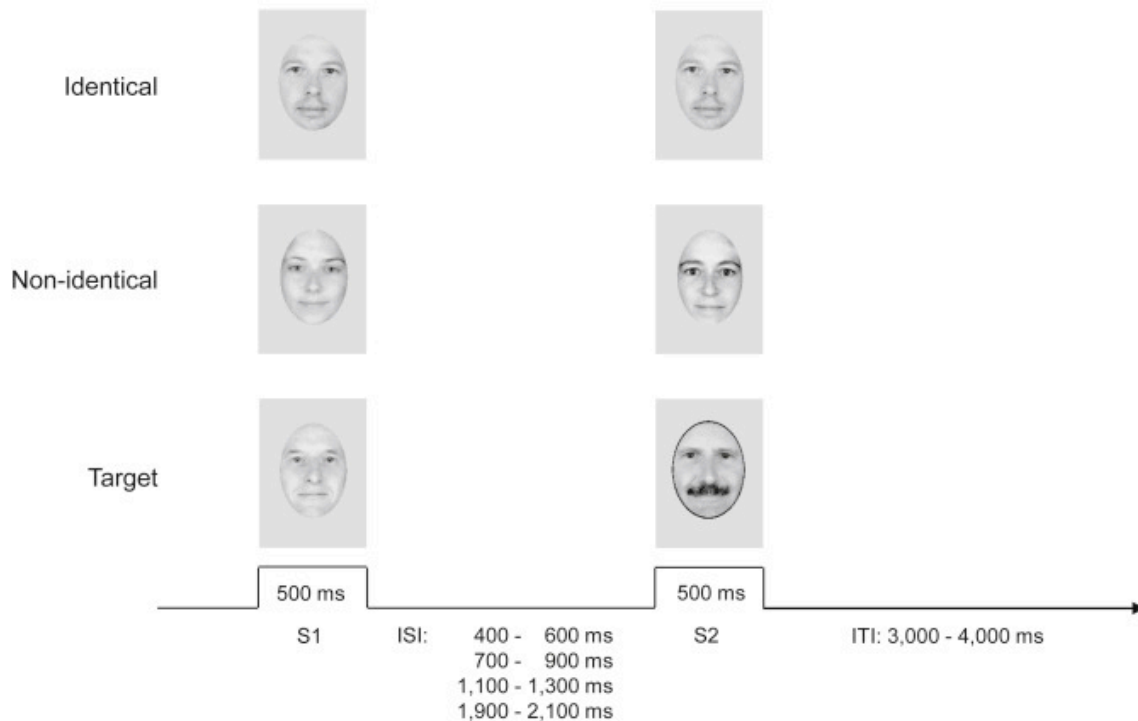 Identical
Non-identical
Target
500 ms
500 ms
S1
ISI:
400 - 600 ms
700 - 900 ms
1,100 - 1,300 ms
1,900 - 2,100 ms
S2
ITI: 3,000 - 4,000 ms